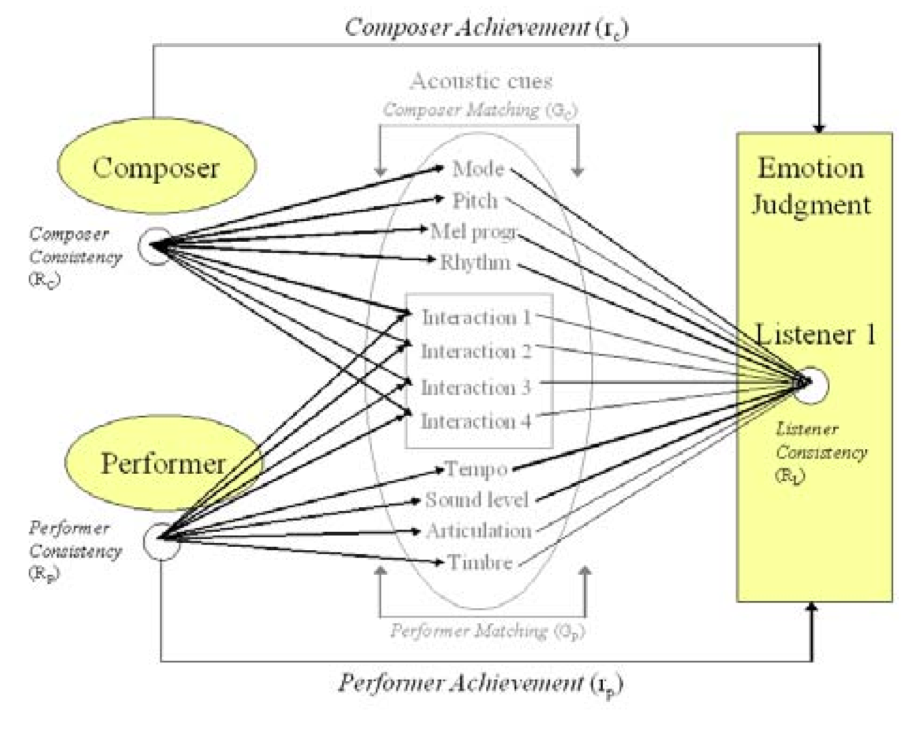 Composer Achievement (rc)
Acoustic cues
Composer Matching (GC)
Composer
Emotion
Judgment
Mode
Pitch
Mel progr.
Rhythm
Composer
Consistency
(RC)
Interaction 1
Interaction 2
Interaction 3
Interaction 4
Listener 1
Listener
Consistency
(RL)
Performer
Tempo
Sound level
Articulation
Timbre
Performer
Consistency
(Rp)
Performer Matching (Gp)
Performer Achievement (rp)